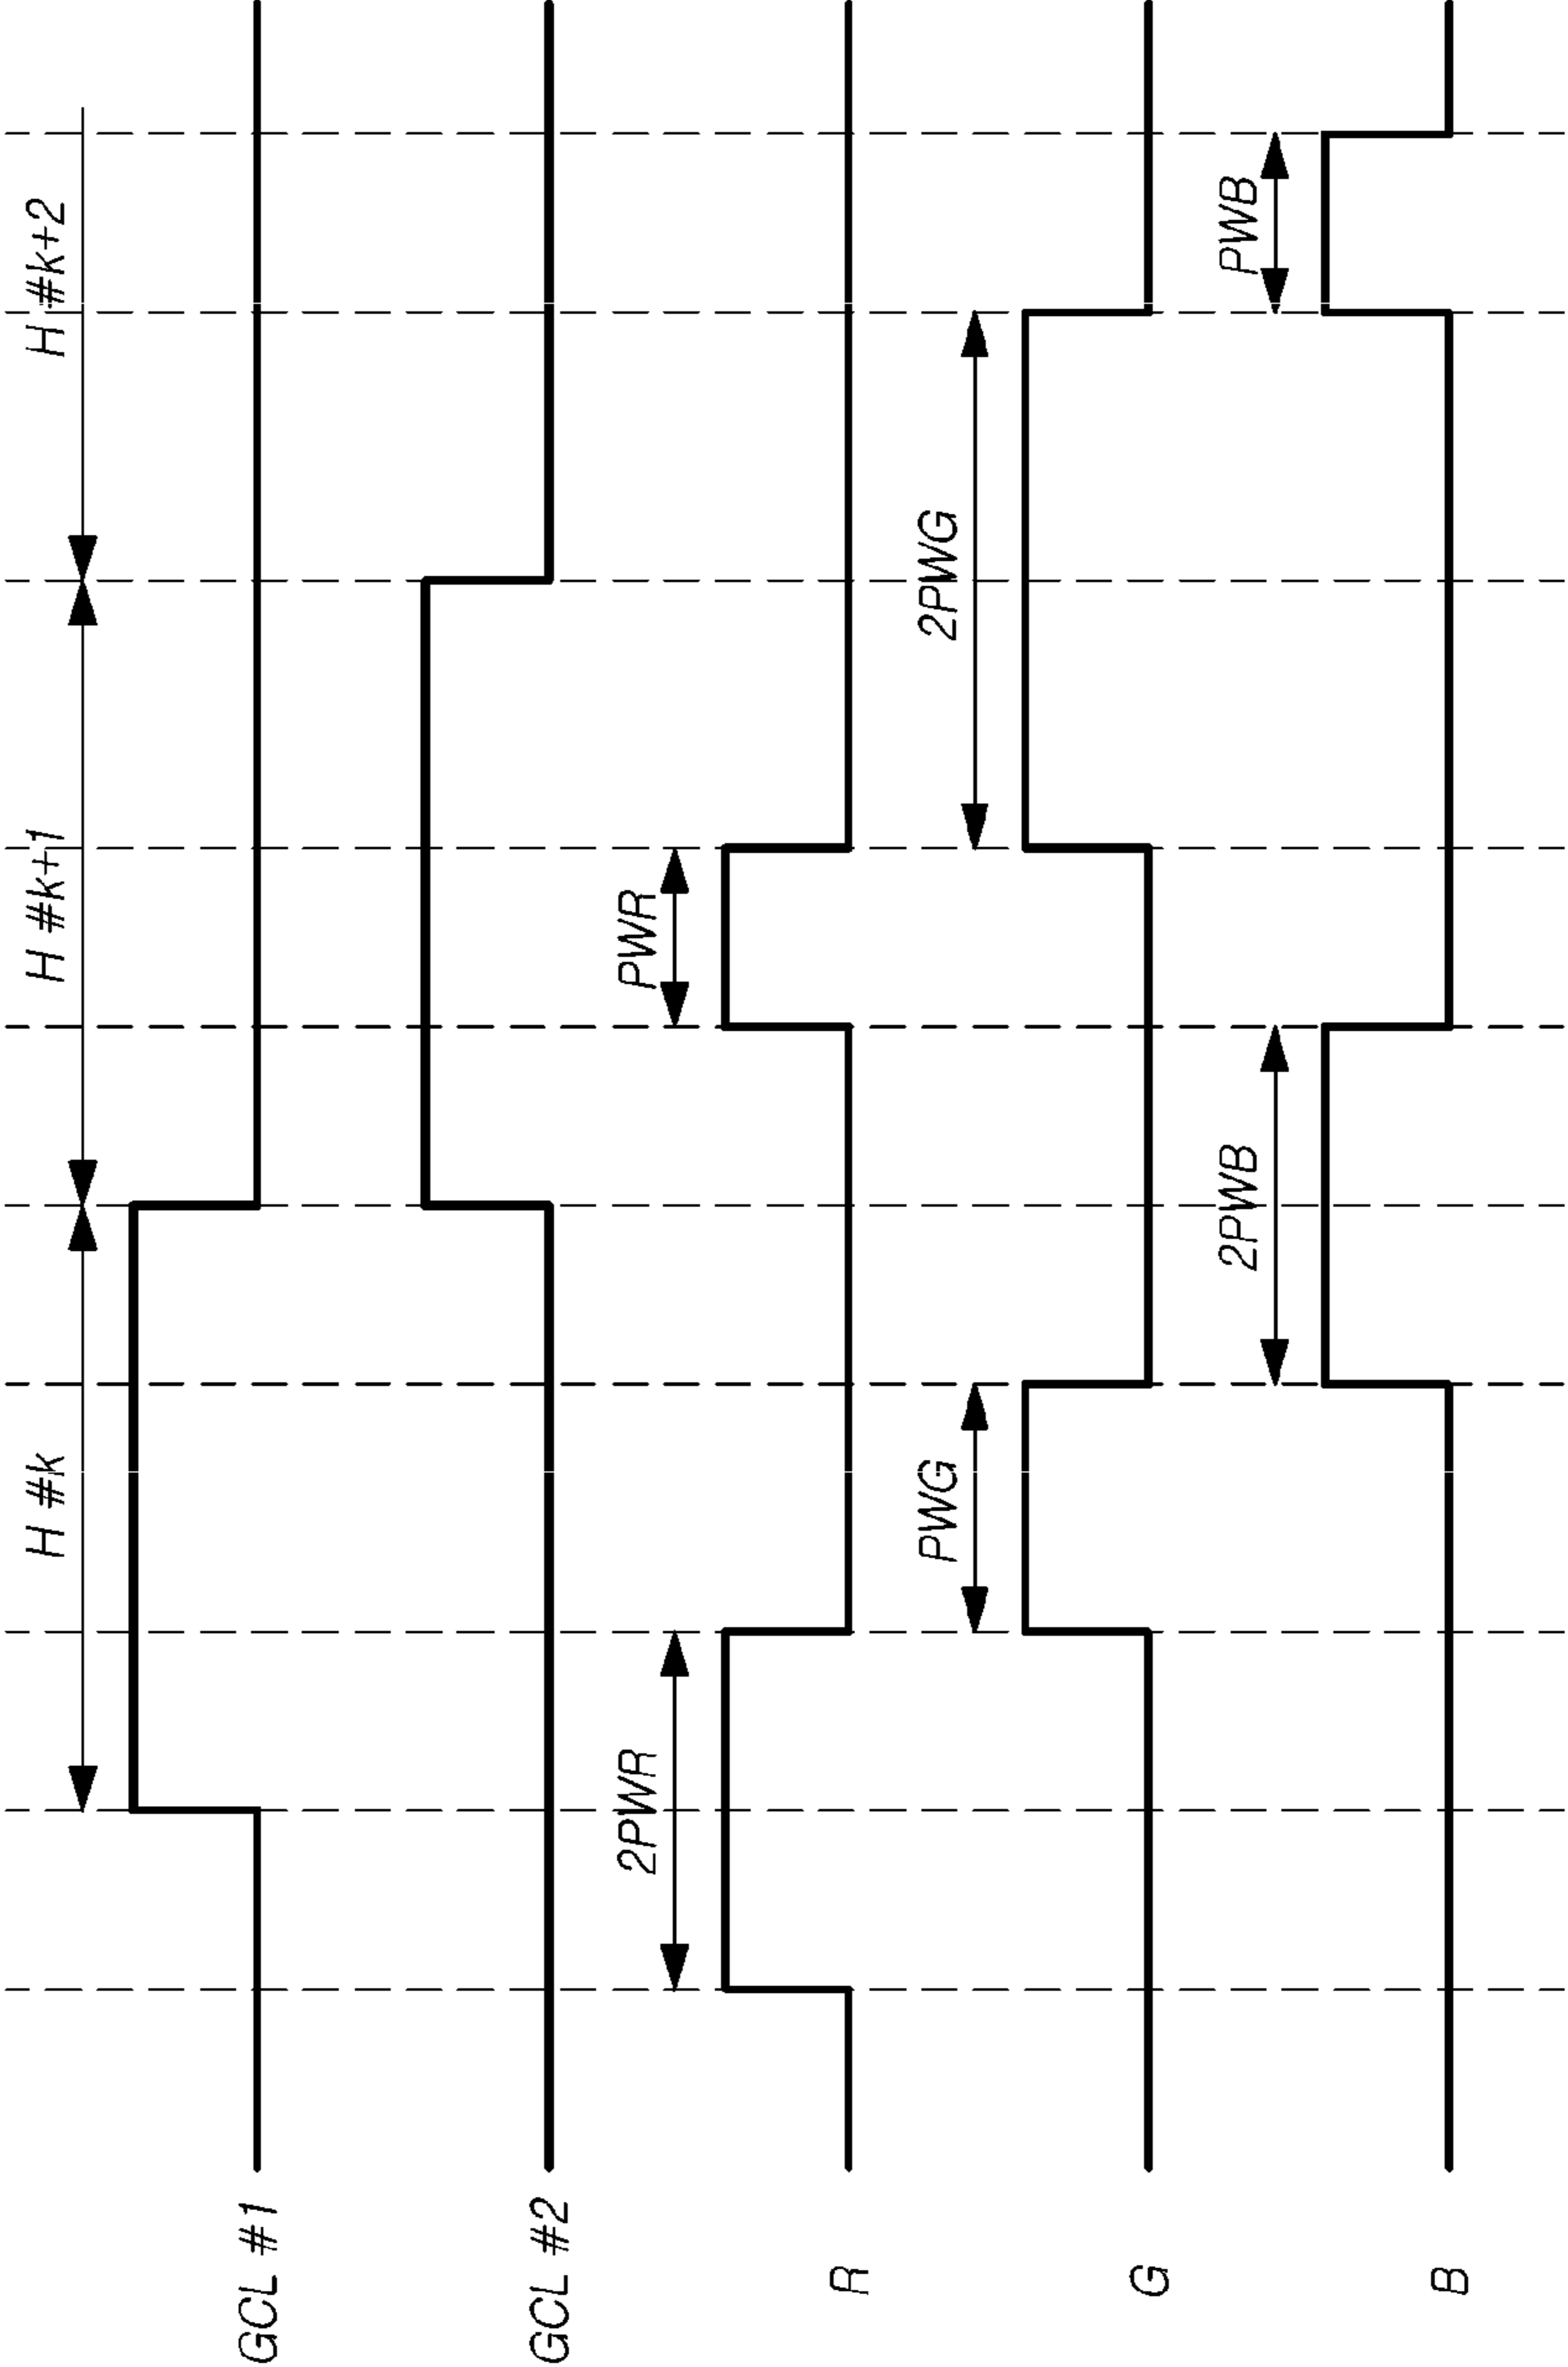 H #k
H #k+1
H #k+2
GCL #1
GCL #2
2PWR
PWR
R
PWG
2PWG
G
2PWB
PWB
B